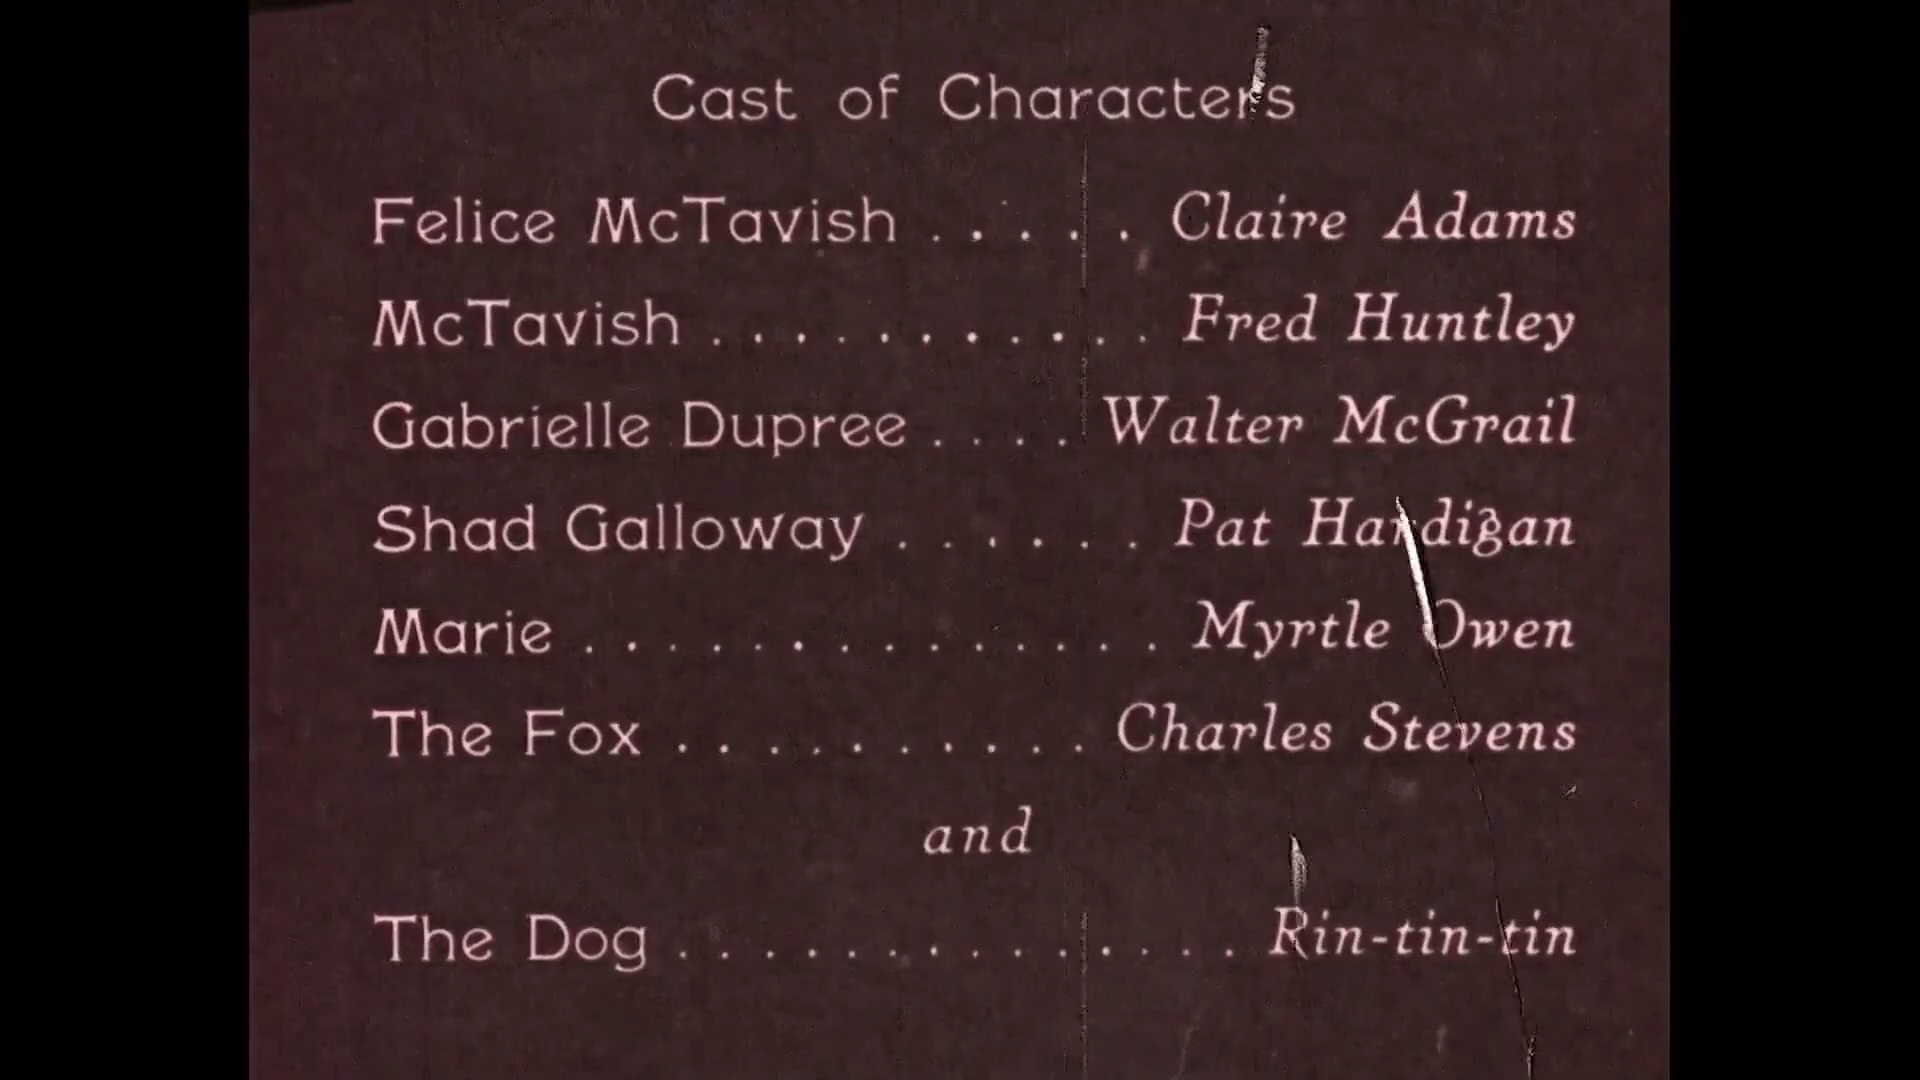 Cast of Characters
Felice McTavish . . . . . Claire Adams
McTavish . . . . . . . . . . . Fred Huntley
Gabrielle Dupree . . . . Walter McGrail
Shad Galloway . . . . . . Pat Hardigan
Marie . . . . . . . . . . . . . . Myrtle Owen
The Fox . . . . . . . . . . Charles Stevens
and
The Dog . . . . . . . . . . . . . . Rin-tin-tin